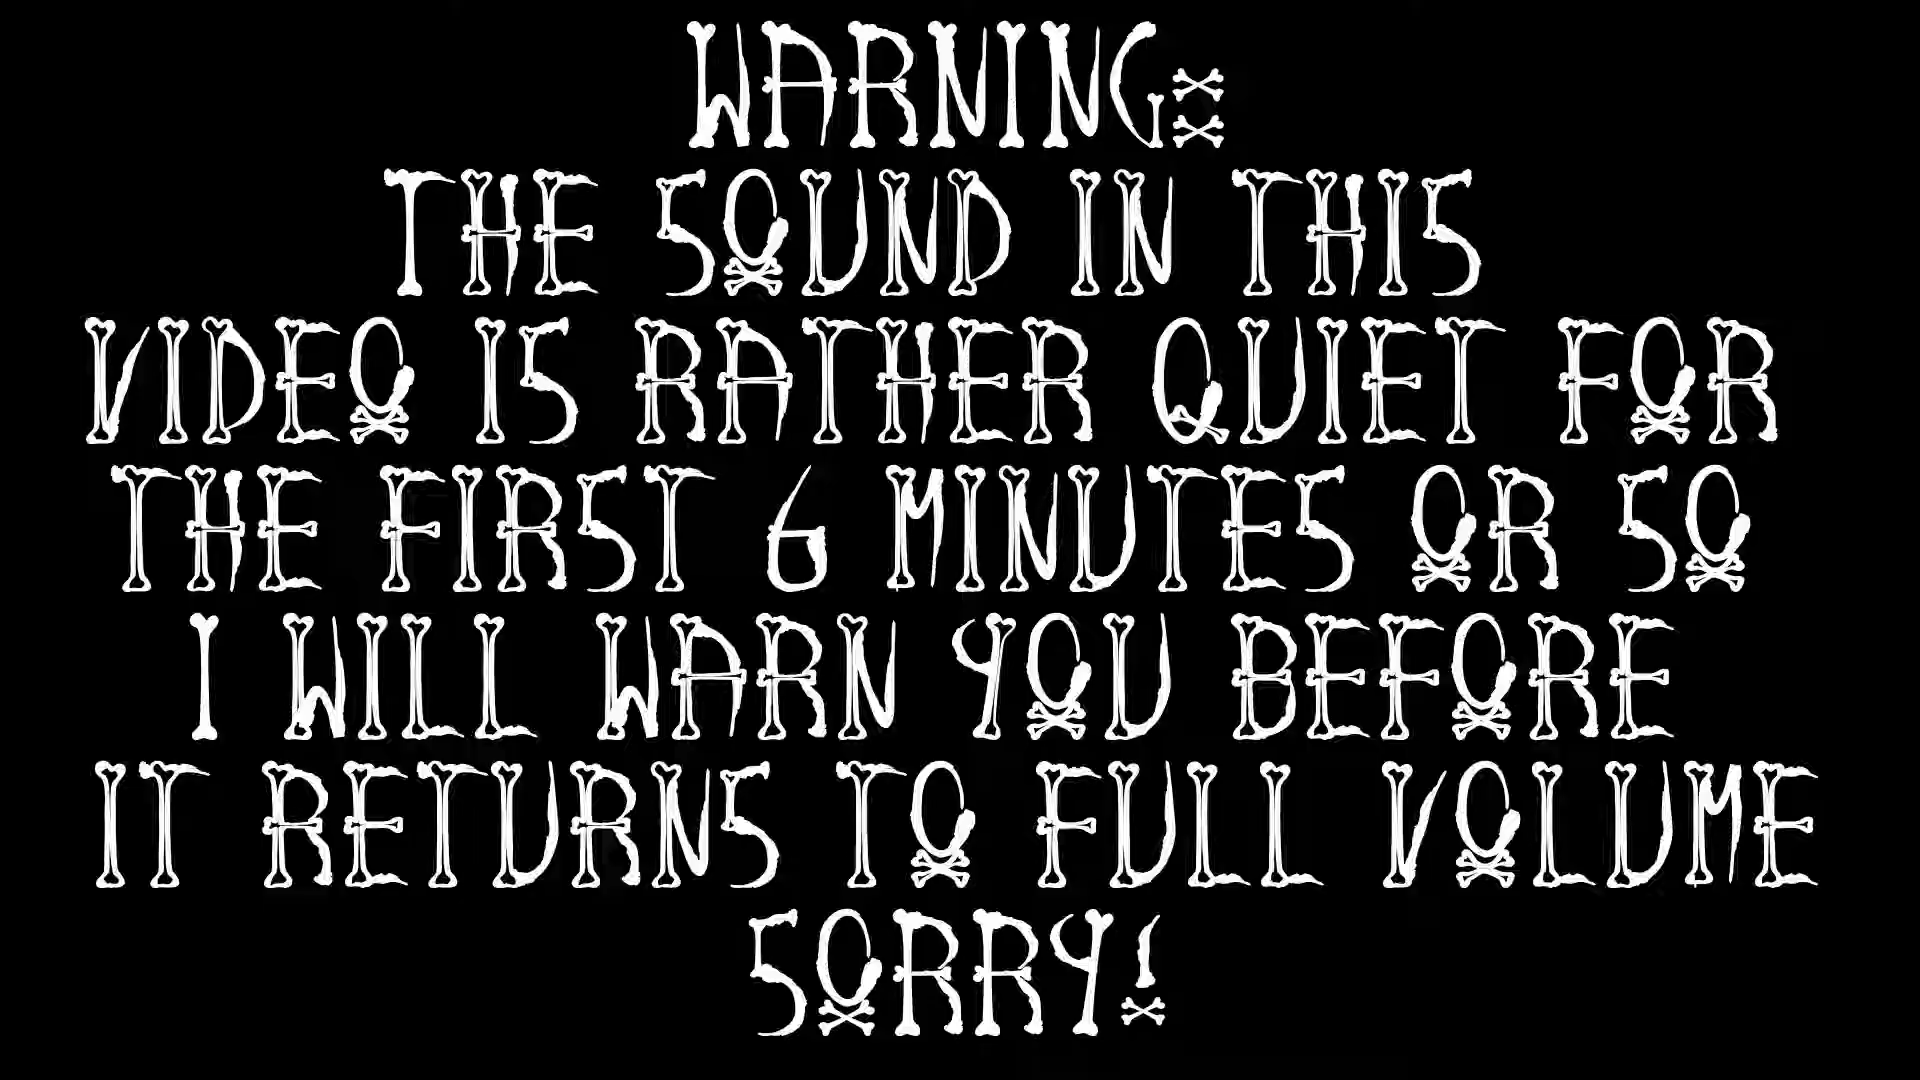 WARNING:
THE SOUND IN THIS
VIDEO IS RATHER QUIET FOR
THE FIRST 6 MINUTES OR SO
I WILL WARN YOU BEFORE
IT RETURNS TO FULL VOLUME
SORRY!